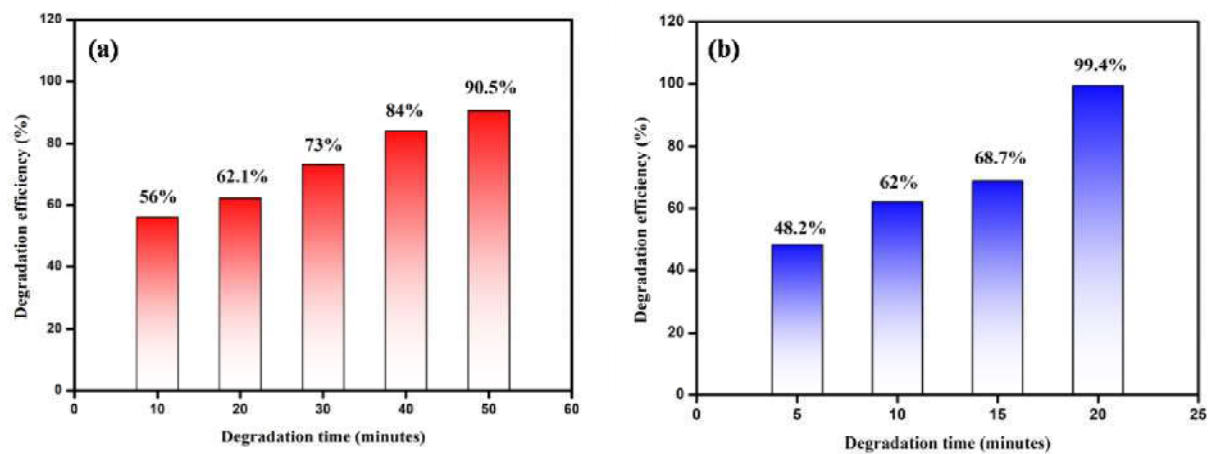 (a)
Degradation efficiency (%)
120
100
80
60
40
20
0
56%
62.1%
73%
84%
90.5%
0 10 20 30 40 50 60
Degradation time (minutes)
(b)
Degradation efficiency (%)
120
100
80
60
40
20
0
48.2%
62%
68.7%
99.4%
0 5 10 15 20 25
Degradation time (minutes)